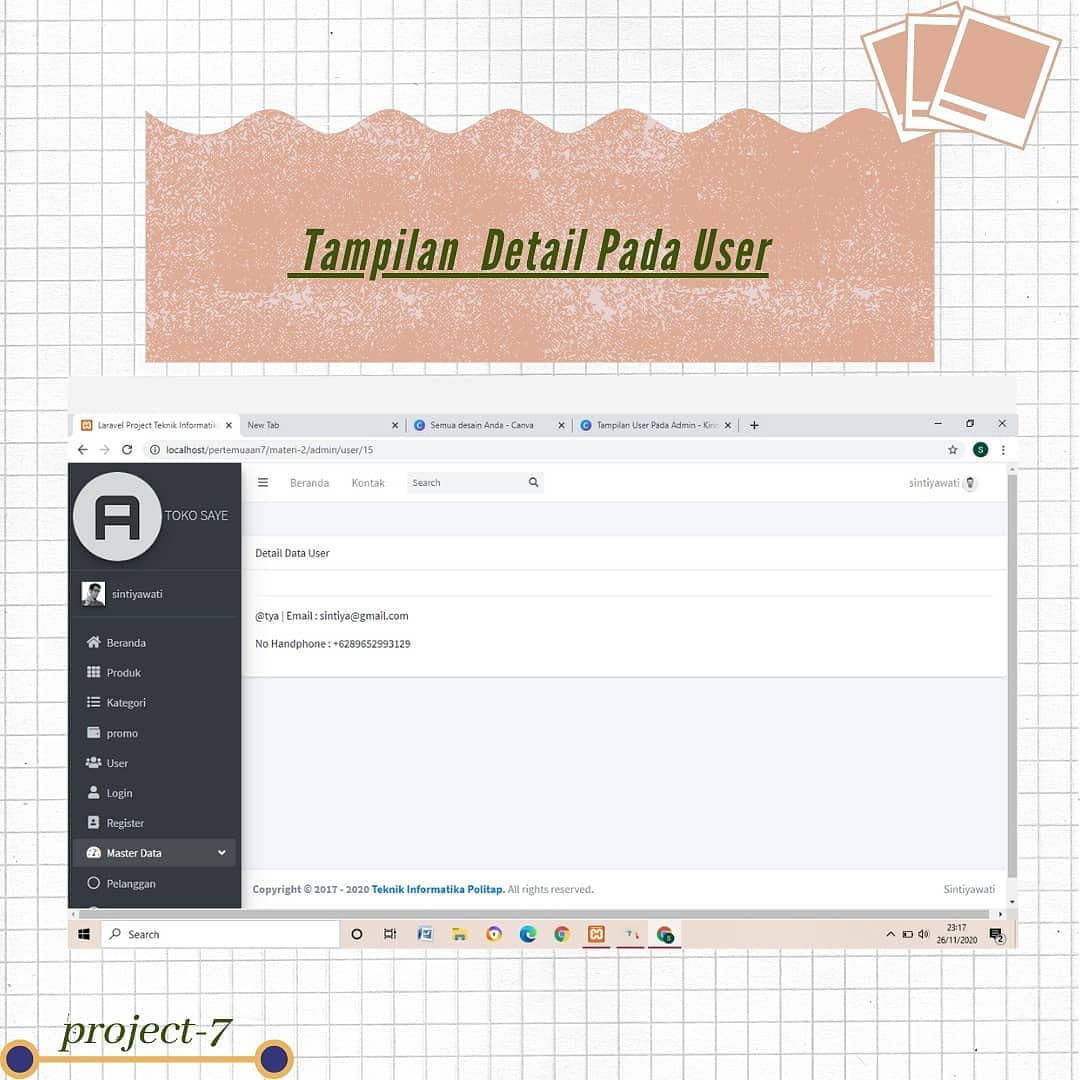 Tampilan Detail Pada User
Laravel Project Teknik Informatik
New Tab
Semua desain Anda - Canva
Tampilan User Pada Admin - Kiri
localhost/pertemuaan7/materi-2/admin/user/15
S
A TOKO SAYE
Beranda Kontak Search sintiyawati
Detail Data User
sintiyawati
@tya | Email : sintiya@gmail.com
No Handphone : +6289652993129
Beranda
Produk
Kategori
promo
User
Login
Register
Master Data
Pelanggan
Copyright © 2017 - 2020 Teknik Informatika Politap. All rights reserved. Sintiyawati
Search
23:17
26/11/2020
2
project-7